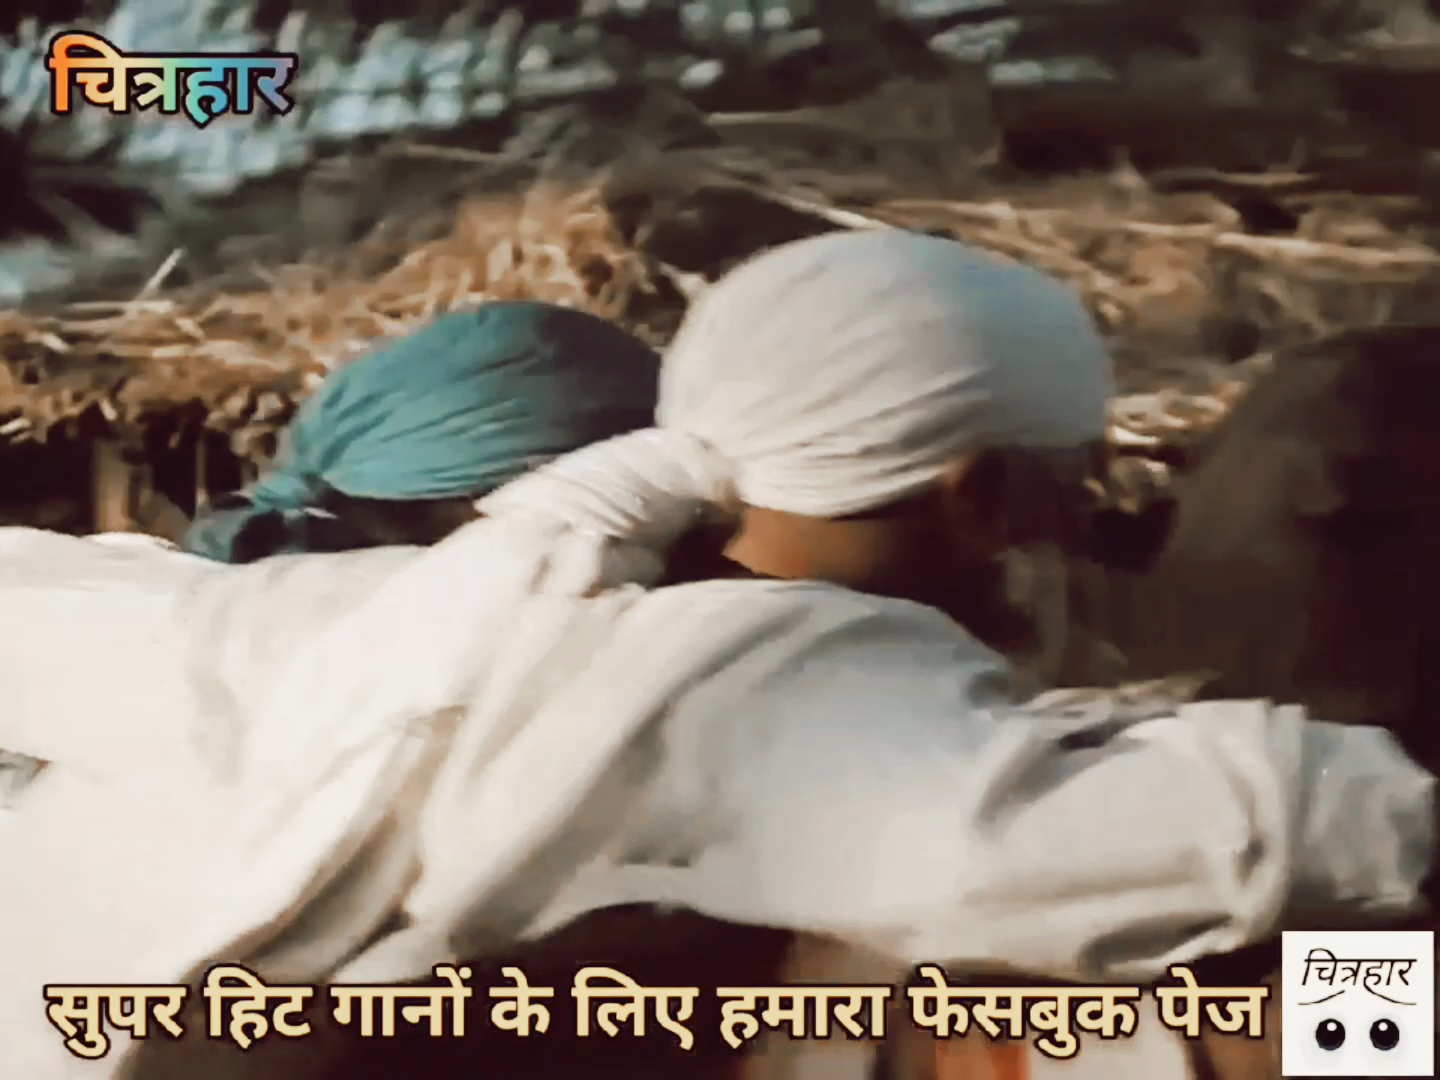 चित्रहार
सुपर हिट गानों के लिए हमारा फेसबुक पेज
चित्रहार